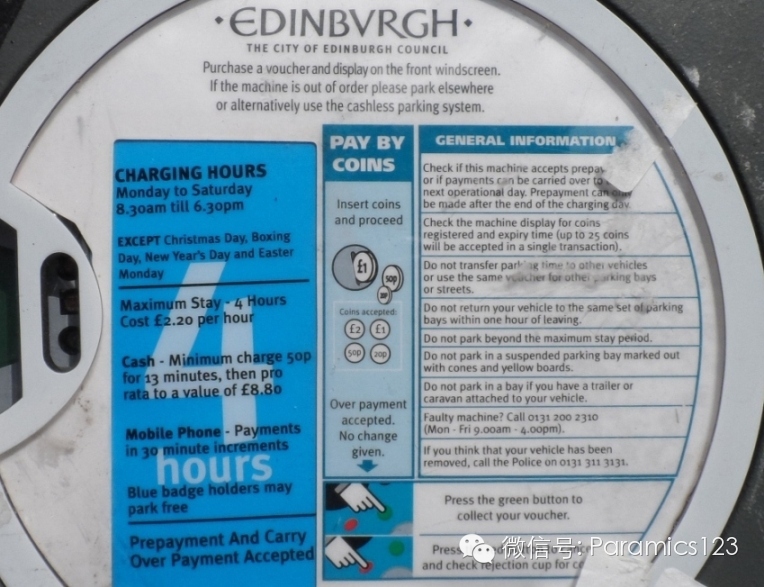 ·EDINBVRGH·
THE CITY OF EDINBURGH COUNCIL
Purchase a voucher and display on the front windscreen.
If the machine is out of order please park elsewhere
or alternatively use the cashless parking system.
4
hours
CHARGING HOURS
Monday to Saturday
8.30am till 6.30pm
EXCEPT Christmas Day, Boxing
Day, New Year's Day and Easter
Monday
Maximum Stay - 4 Hours
Cost £2.20 per hour
Cash - Minimum charge 50p
for 13 minutes, then pro
rata to a value of £8.80
Mobile Phone - Payments
in 30 minute increments
Blue badge holders may
park free
Prepayment And Carry
Over Payment Accepted
PAY BY
COINS
Insert coins
and proceed
£1
50p
20p
Coins accepted:
£2 £1
50p 20p
Over payment
accepted.
No change
given.
GENERAL INFORMATION
Check if this machine accepts
or if payments can be carried over to
next operational day. Prepayment can
be made after the end of the charging day.
Check the machine display for coins
registered and expiry time (up to 25 coins
will be accepted in a single transaction).
Do not transfer parking time to other vehicles
or use the same voucher for other parking bays
or streets.
Do not return your vehicle to the same set of parking
bays within one hour of leaving.
Do not park beyond the maximum stay period.
Do not park in a suspended parking bay marked out
with cones and yellow boards.
Do not park in a bay if you have a trailer or
caravan attached to your vehicle.
Faulty machine? Call 0131 200 2310
(Mon - Fri 9.00am - 4.00pm).
If you think that your vehicle has been
removed, call the Police on 0131 311 3131.
Press the green button to
collect your voucher.
Press
and check rejection cup for
微信号: Paramics123